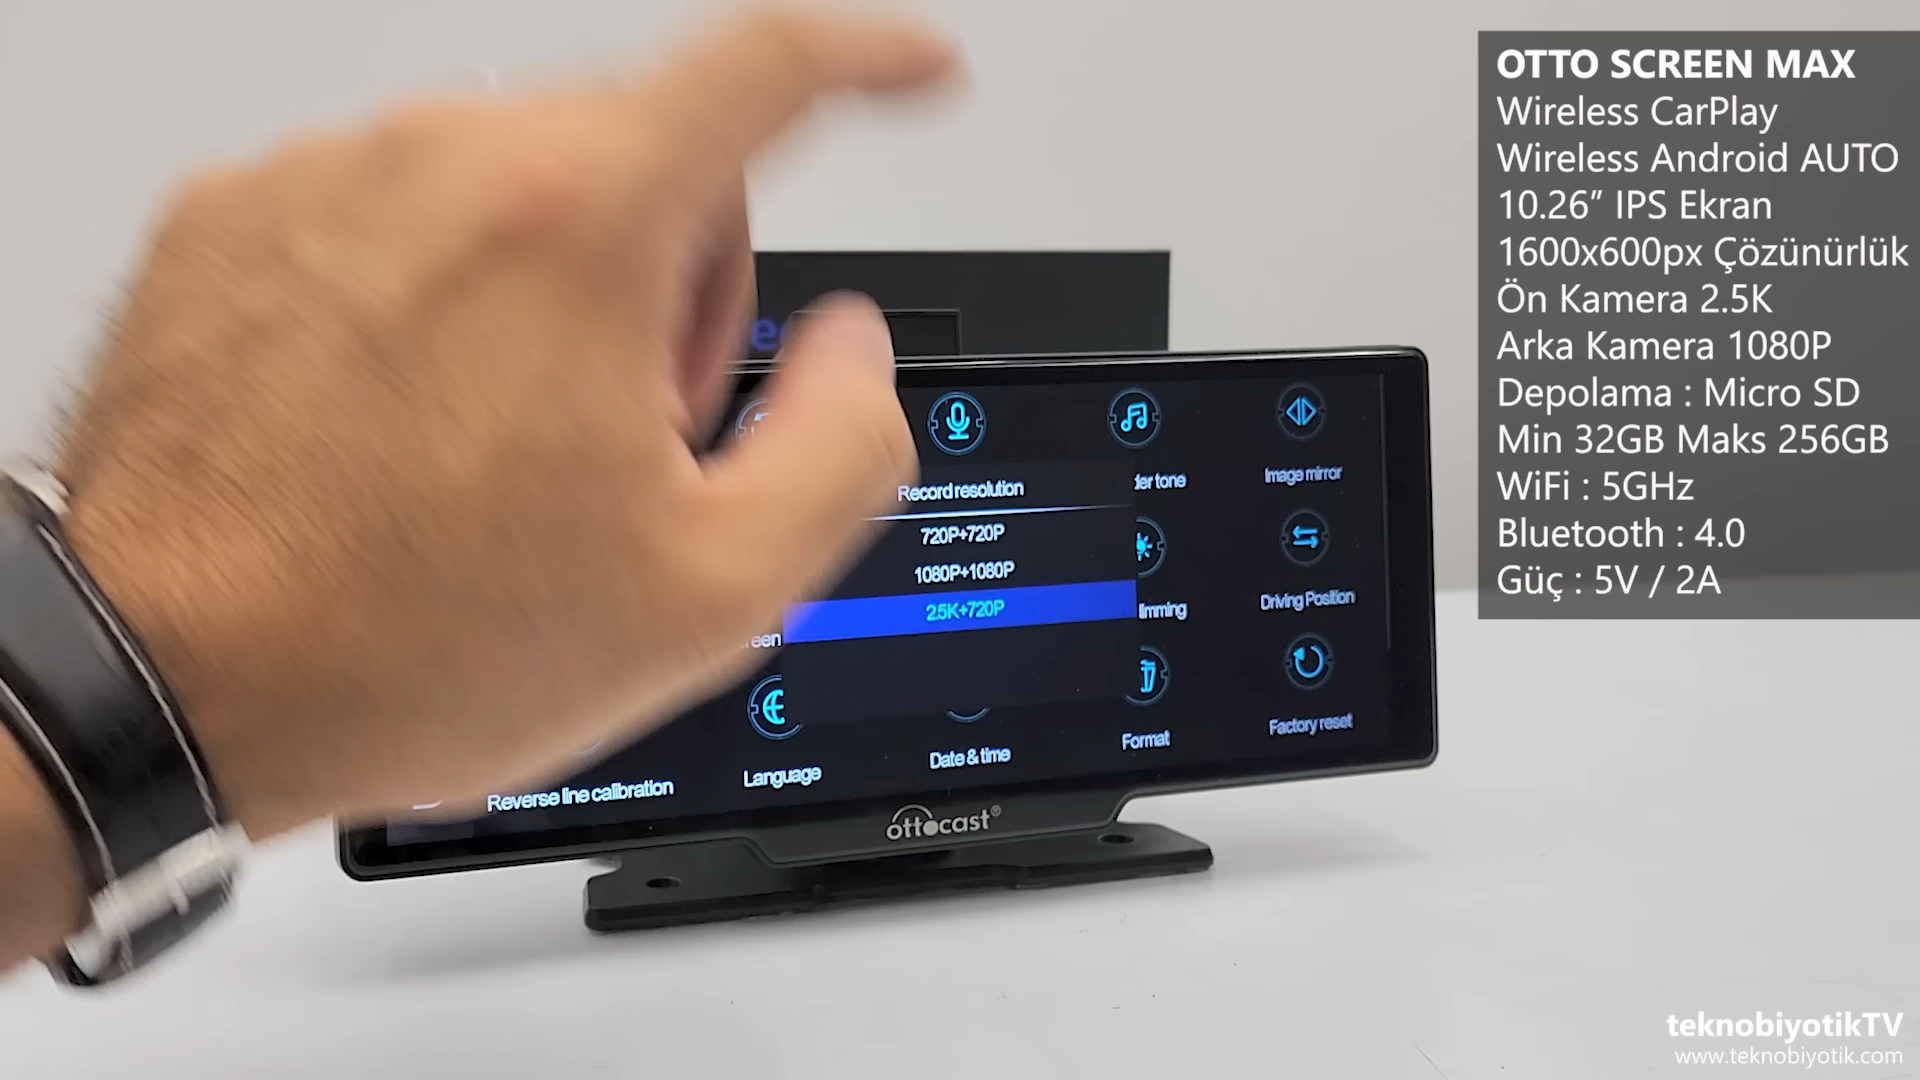 OTTO SCREEN MAX
Wireless CarPlay
Wireless Android AUTO
10.26” IPS Ekran
1600x600px Çözünürlük
Ön Kamera 2.5K
Arka Kamera 1080P
Depolama : Micro SD
Min 32GB Maks 256GB
WiFi : 5GHz
Bluetooth : 4.0
Güç : 5V / 2A
Record resolution
tone
Image mirror
720P+720P
1080P+1080P
2.5K+720P
Driving Position
Reverse line calibration
Language
Date & time
Format
Factory reset
ottocast®
teknobiyotikTV
www.teknobiyotik.com